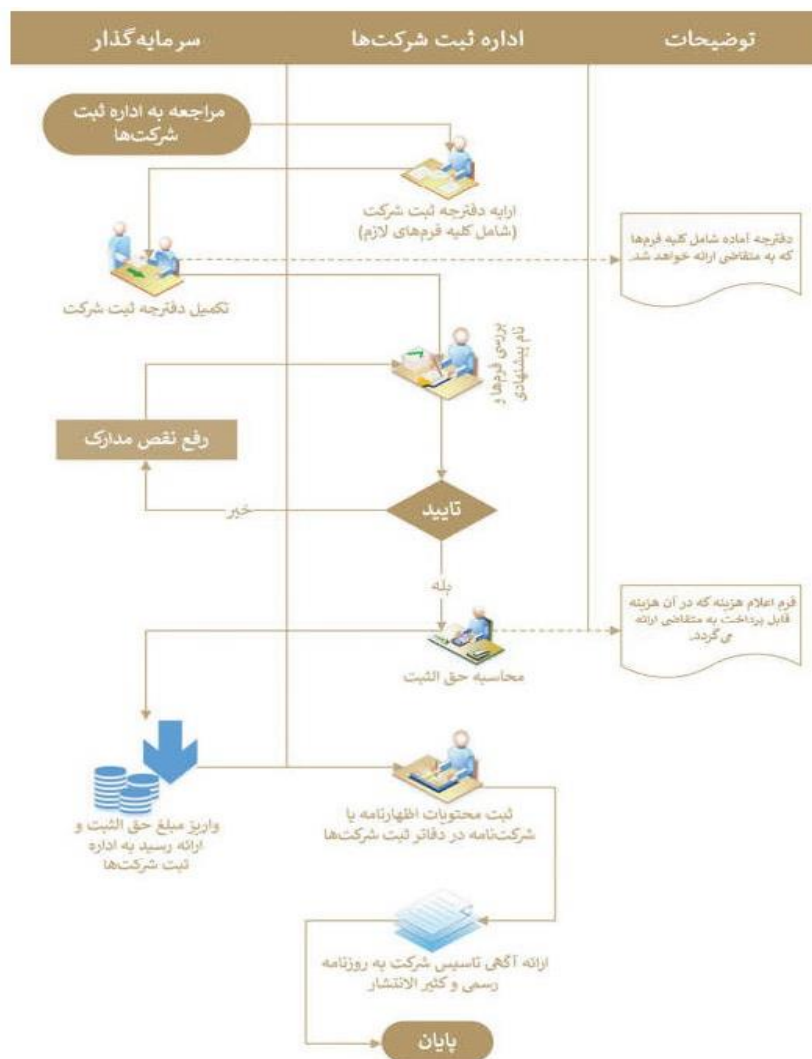 توضیحات
اداره ثبت شرکت‌ها
سرمایه‌گذار
مراجعه به اداره ثبت
شرکت‌ها
ارایه دفترچه ثبت شرکت
(شامل کلیه فرم‌های لازم)
دفترچه آماده شامل کلیه فرم‌ها
که به متقاضی ارائه خواهد شد.
تکمیل دفترچه ثبت شرکت
بررسی فرم‌ها و
نام پیشنهادی
رفع نقص مدارک
تایید
خیر
بله
فرم اعلام هزینه که در آن هزینه
قابل پرداخت به متقاضی ارائه
می‌گردد.
محاسبه حق الثبت
واریز مبلغ حق الثبت و
ارائه رسید به اداره
ثبت شرکت‌ها
ثبت محتویات اظهارنامه یا
شرکت‌نامه در دفاتر ثبت شرکت‌ها
ارائه آگهی تاسیس شرکت به روزنامه
رسمی و کثیر الانتشار
پایان